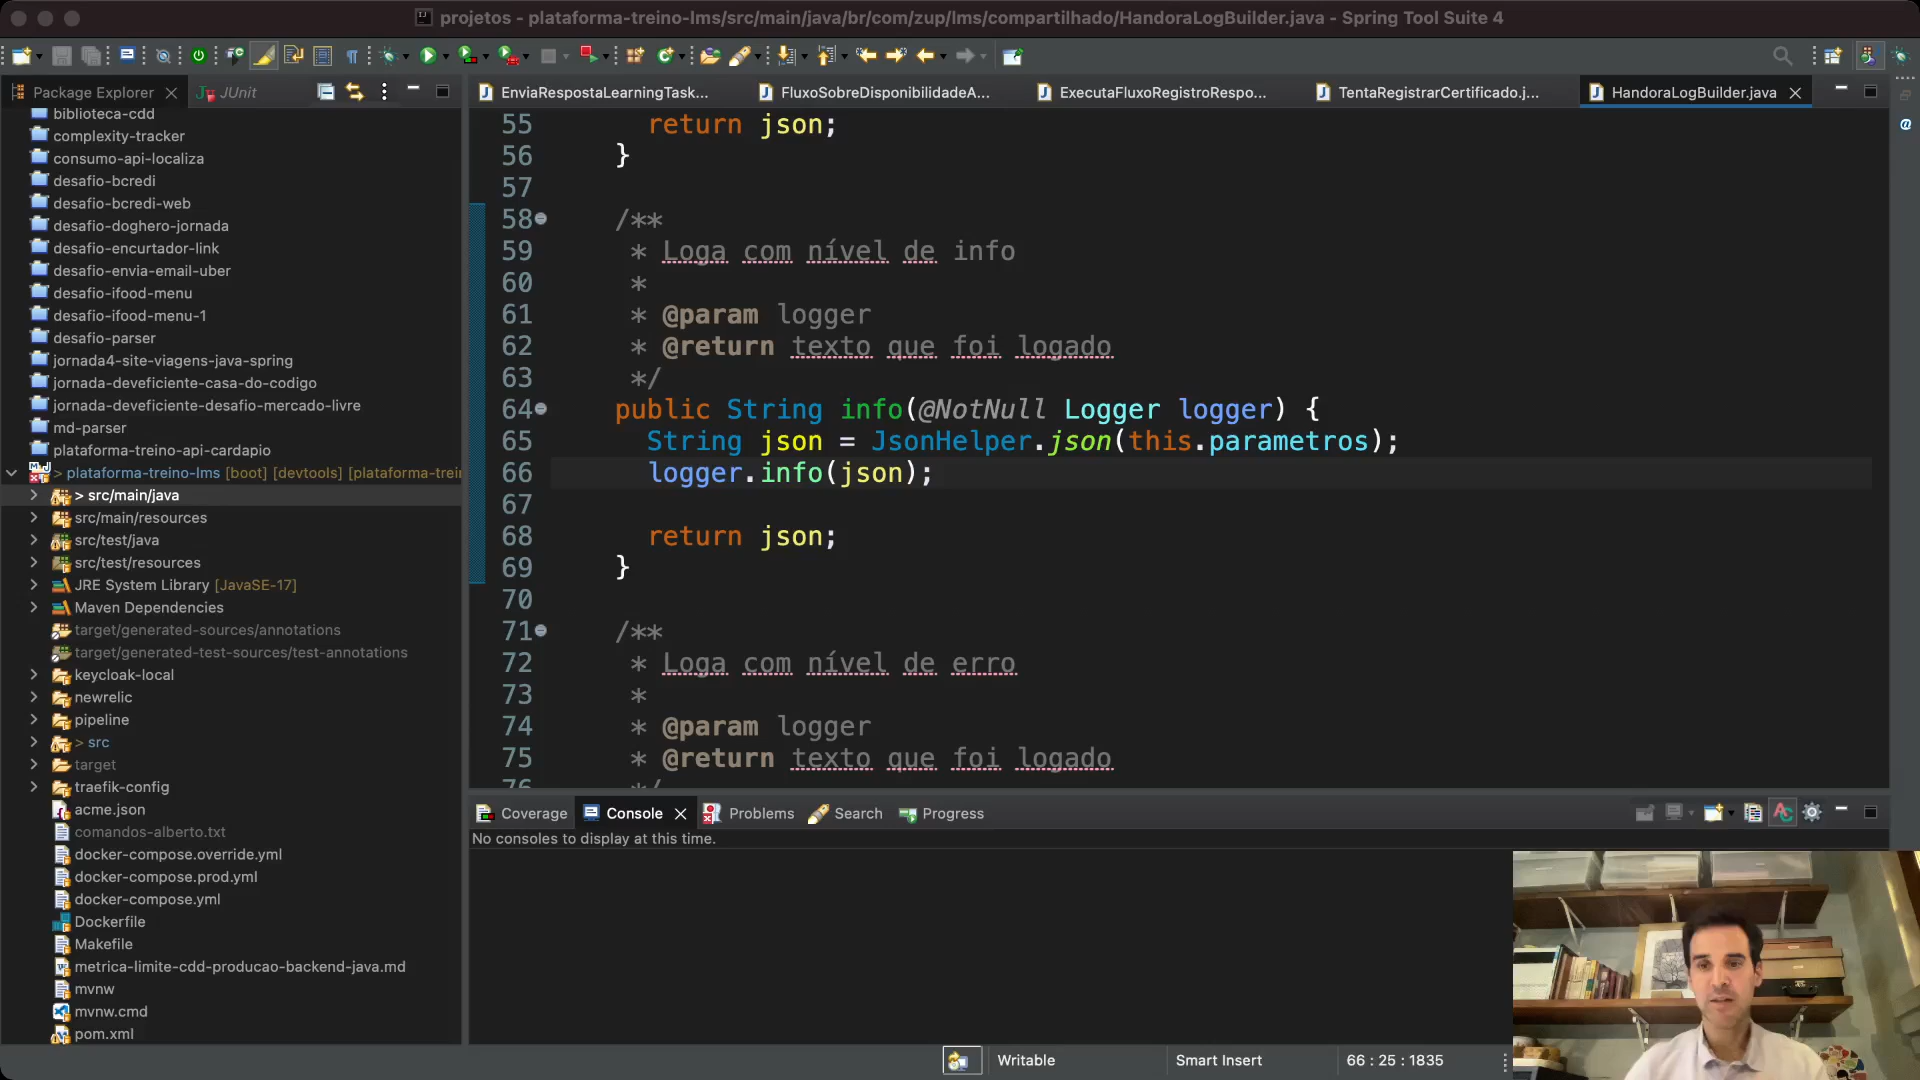 projetos - plataforma-treino-lms/src/main/java/br/com/zup/lms/compartilhado/HandoraLogBuilder.java - Spring Tool Suite 4
Package Explorer
JUnit
biblioteca-cdd
complexity-tracker
consumo-api-localiza
desafio-bcredi
desafio-bcredi-web
desafio-doghero-jornada
desafio-encurtador-link
desafio-envia-email-uber
desafio-ifood-menu
desafio-ifood-menu-1
desafio-parser
jornada4-site-viagens-java-spring
jornada-deveficiente-casa-do-codigo
jornada-deveficiente-desafio-mercado-livre
md-parser
plataforma-treino-api-cardapio
> plataforma-treino-lms [boot] [devtools] [plataforma-trei
> src/main/java
src/main/resources
src/test/java
src/test/resources
JRE System Library [JavaSE-17]
Maven Dependencies
target/generated-sources/annotations
target/generated-test-sources/test-annotations
keycloak-local
newrelic
pipeline
> src
target
traefik-config
acme.json
comandos-alberto.txt
docker-compose.override.yml
docker-compose.prod.yml
docker-compose.yml
Dockerfile
Makefile
metrica-limite-cdd-producao-backend-java.md
mvnw
mvnw.cmd
pom.xml
EnviaRespostaLearningTask...
FluxoSobreDisponibilidadeA...
ExecutaFluxoRegistroRespo...
TentaRegistrarCertificado.j...
HandoraLogBuilder.java
55 return json;
56 }
57
58 /**
59 * Loga com nível de info
60 *
61 * @param logger
62 * @return texto que foi logado
63 */
64 public String info(@NotNull Logger logger) {
65 String json = JsonHelper.json(this.parametros);
66 logger.info(json);
67
68 return json;
69 }
70
71 /**
72 * Loga com nível de erro
73 *
74 * @param logger
75 * @return texto que foi logado
76 */
Coverage
Console
Problems
Search
Progress
No consoles to display at this time.
Writable
Smart Insert
66 : 25 : 1835